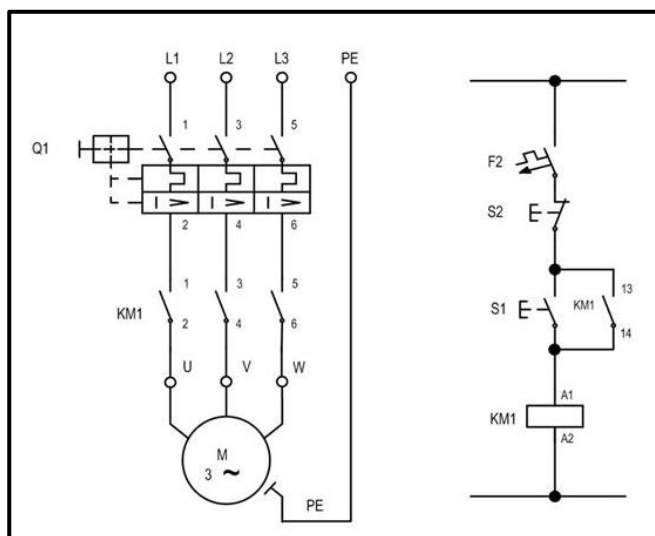 L1 L2 L3 PE
1 3 5
Q1
I > I > I >
2 4 6
1 3 5
KM1
2 4 6
U V W
M
3 ~
PE
F2
S2
13
S1 KM1
14
A1
KM1
A2